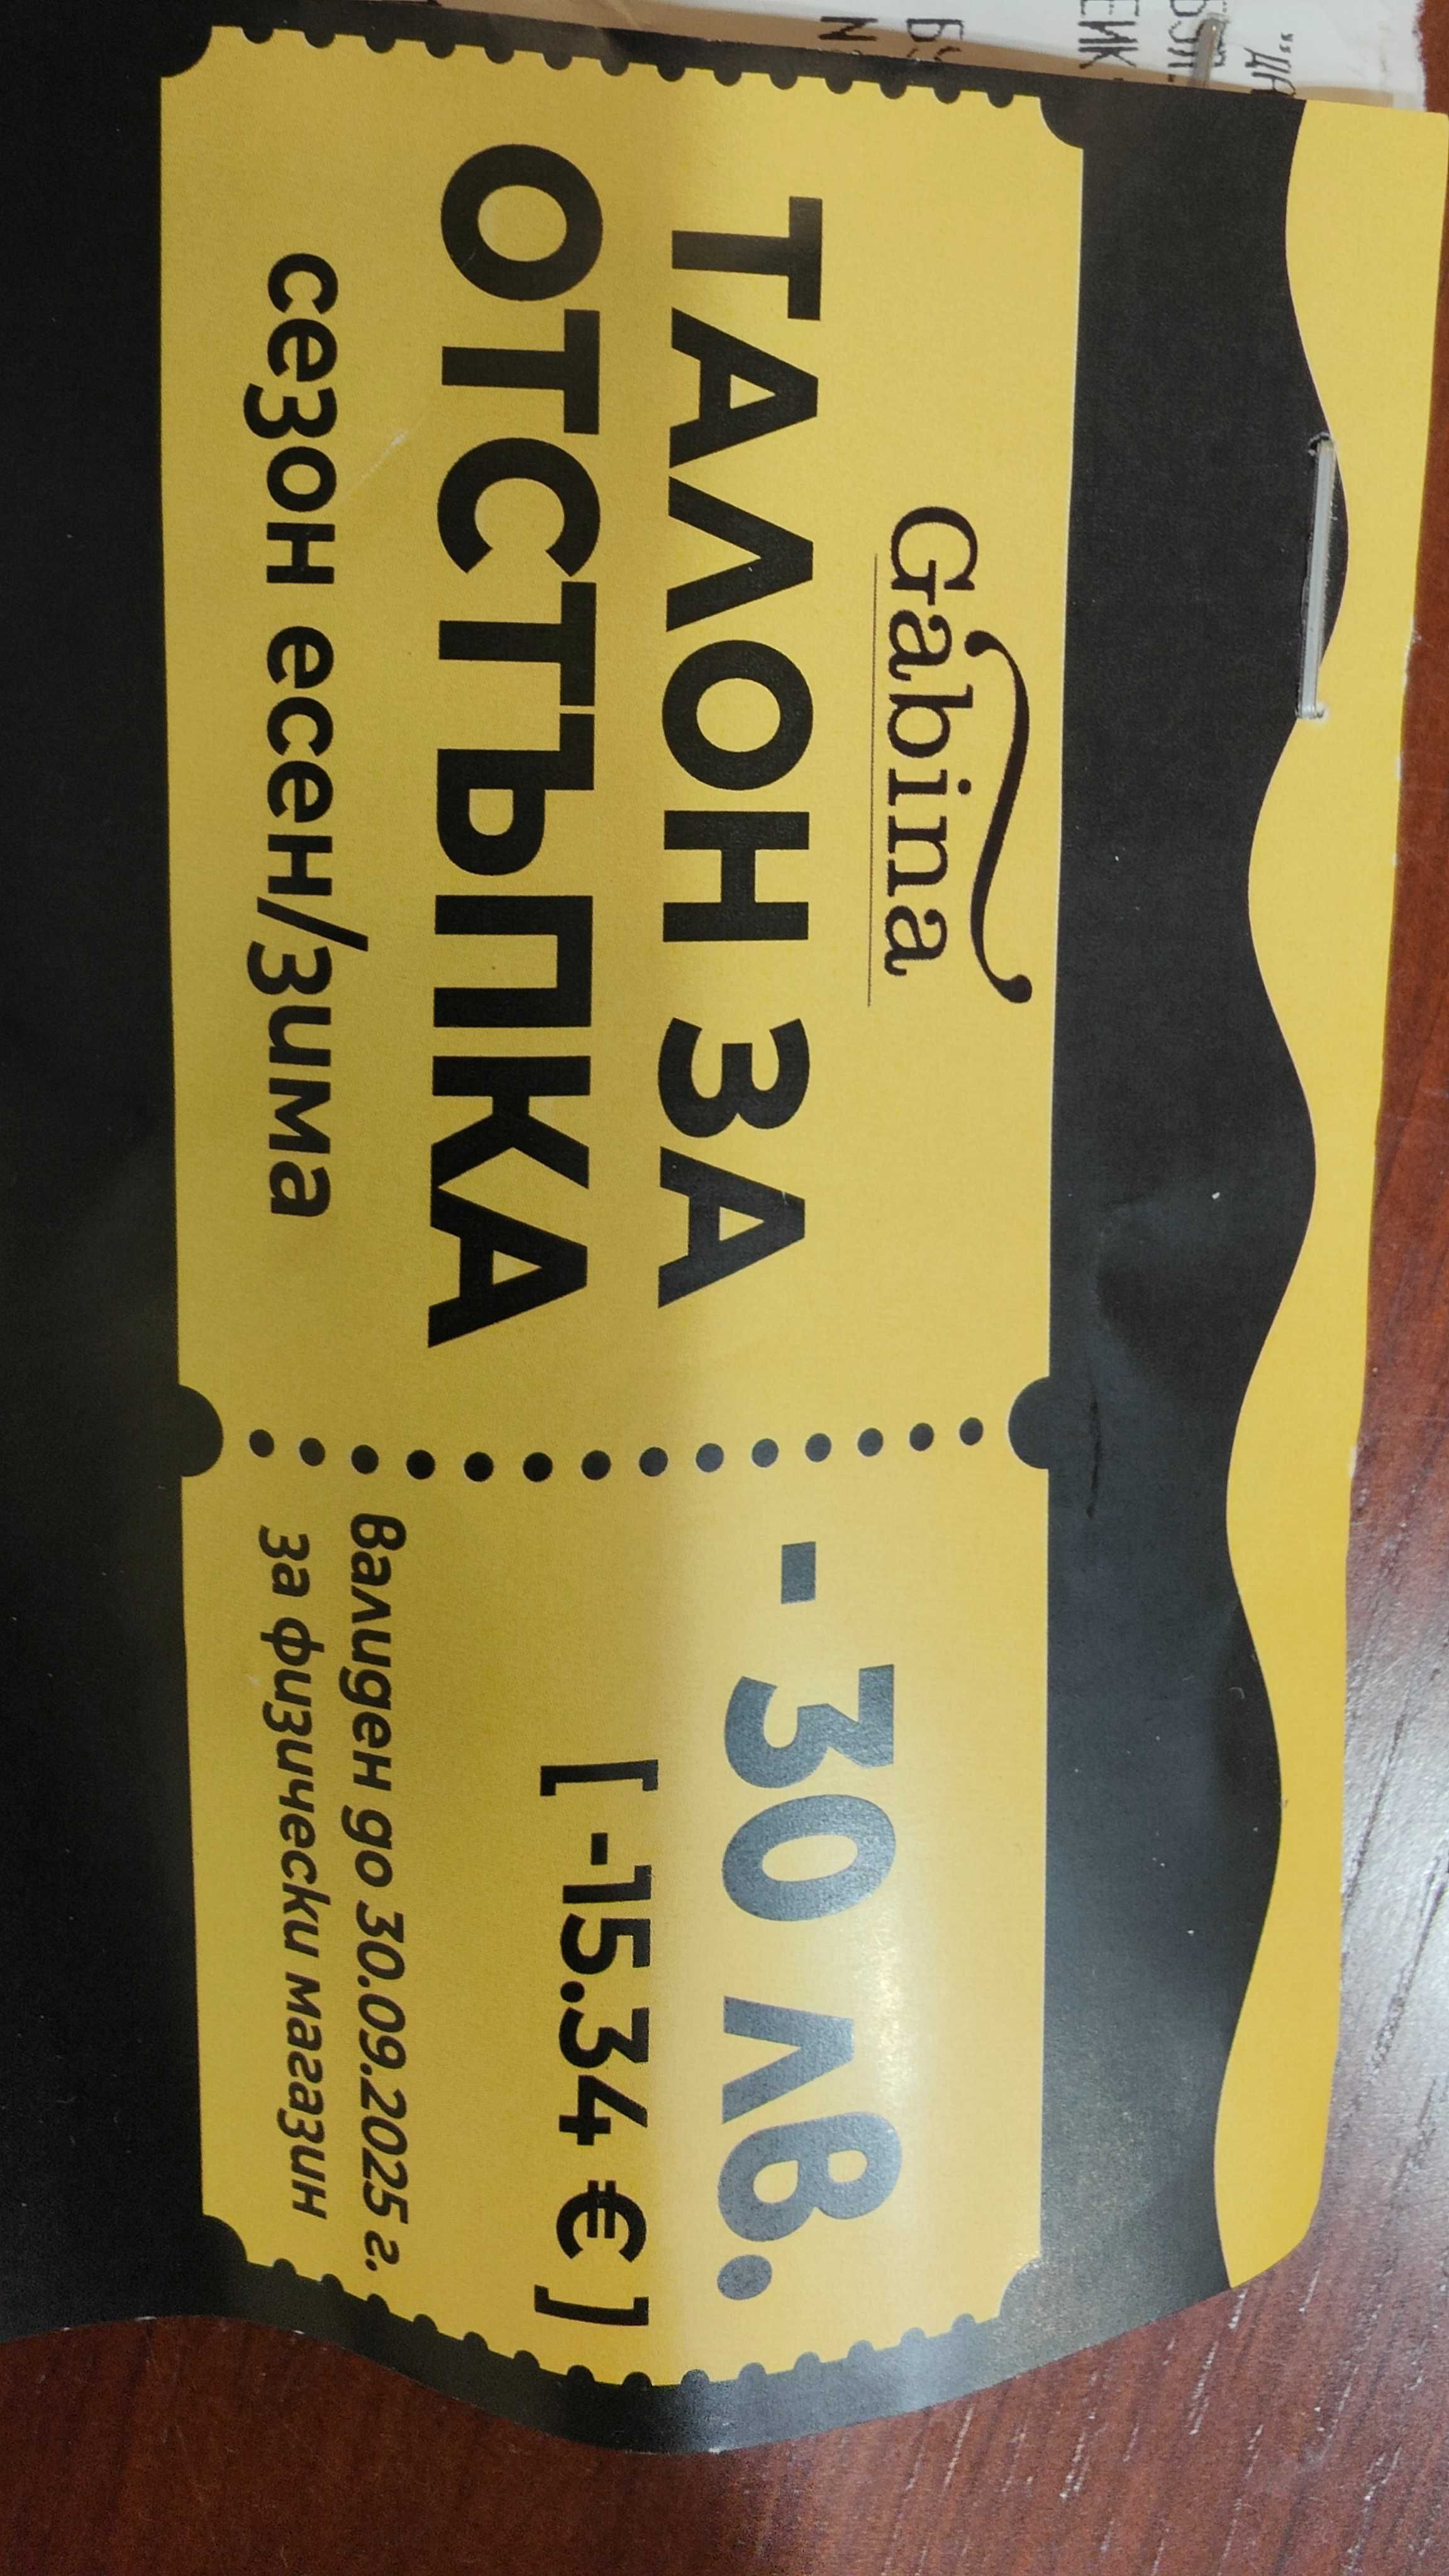 Gabina
ТАЛОН ЗА
ОТСТЪПКА
сезон есен/зима
- 30 лв.
[ -15.34 € ]
Валиден до 30.09.2025 г.
за физически магазин